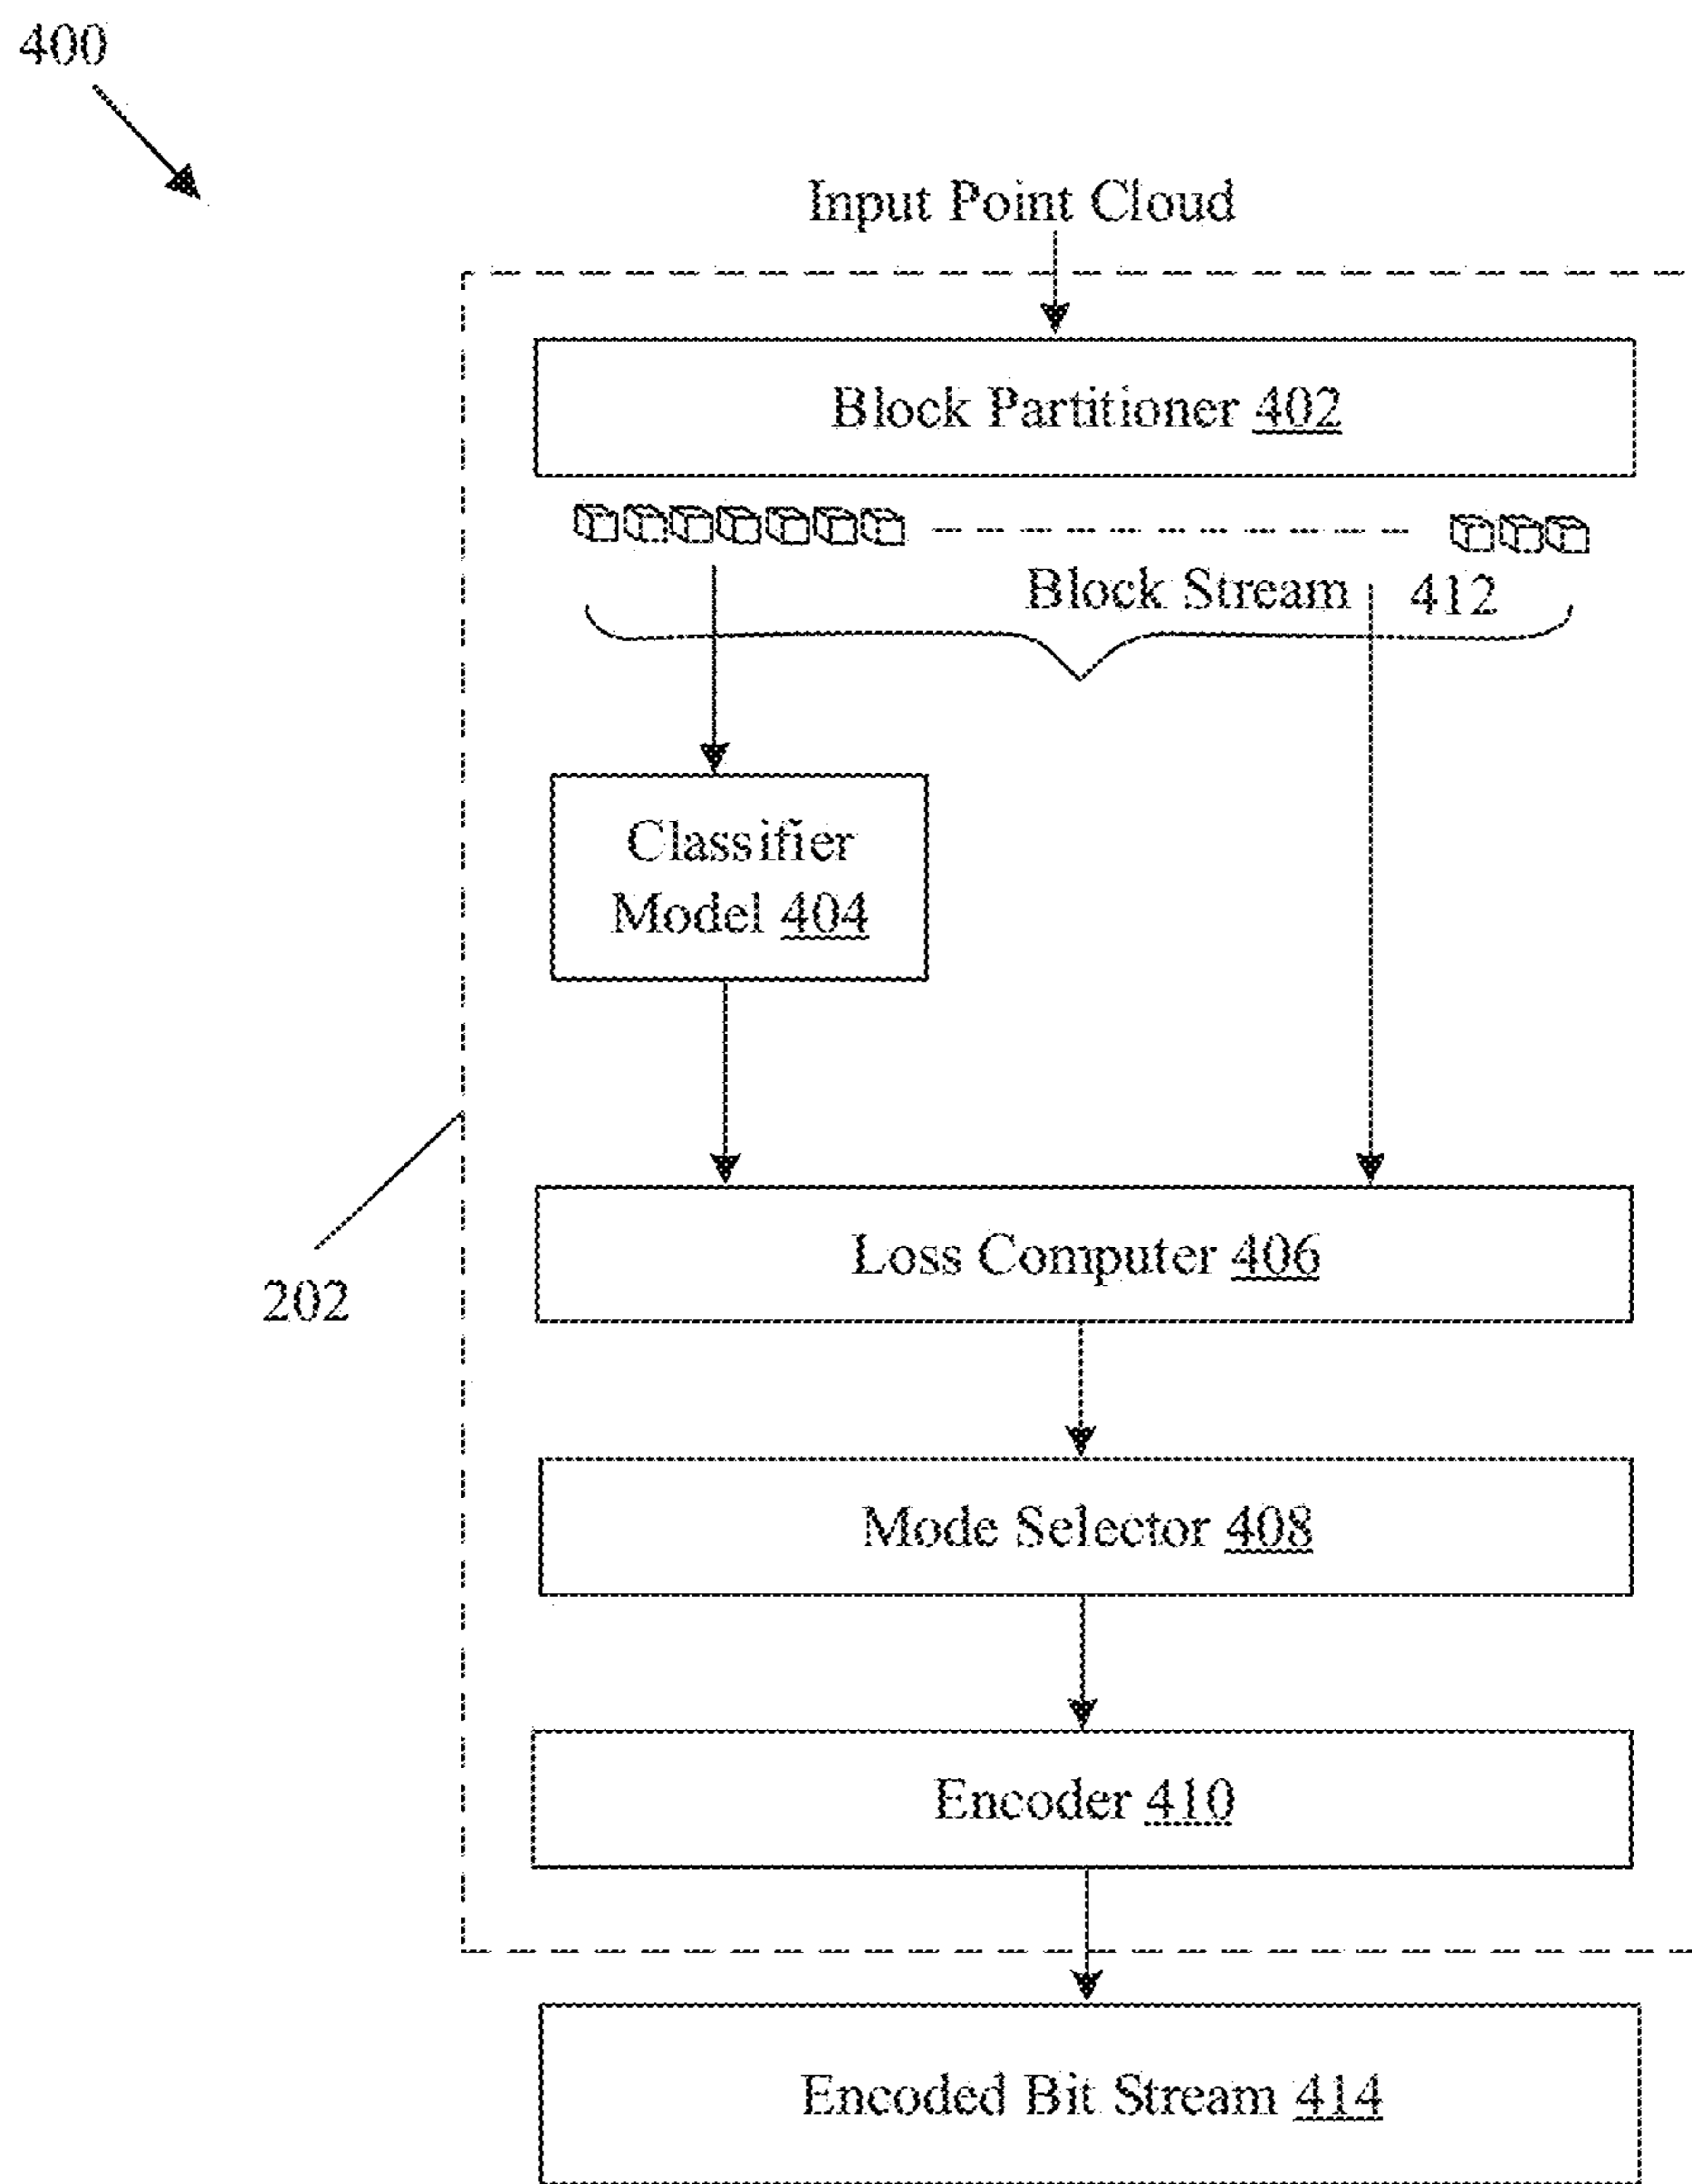 400
Input Point Cloud
Block Partitioner 402
Block Stream 412
Classifier
Model 404
202
Loss Computer 406
Mode Selector 408
Encoder 410
Encoded Bit Stream 414